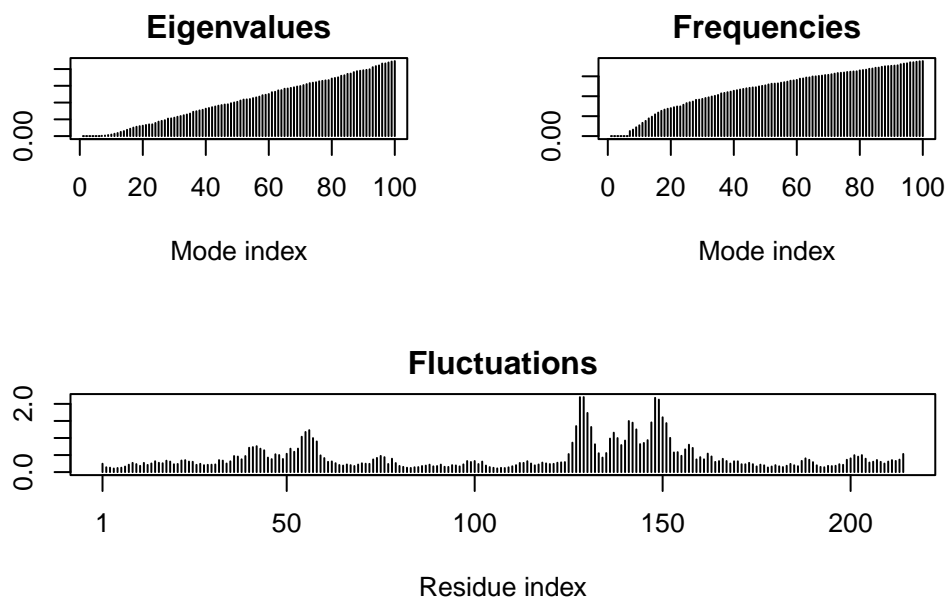 Eigenvalues
0.00
0 20 40 60 80 100
Mode index
Frequencies
0.00
0 20 40 60 80 100
Mode index
Fluctuations
2.0
0.0
1 50 100 150 200
Residue index